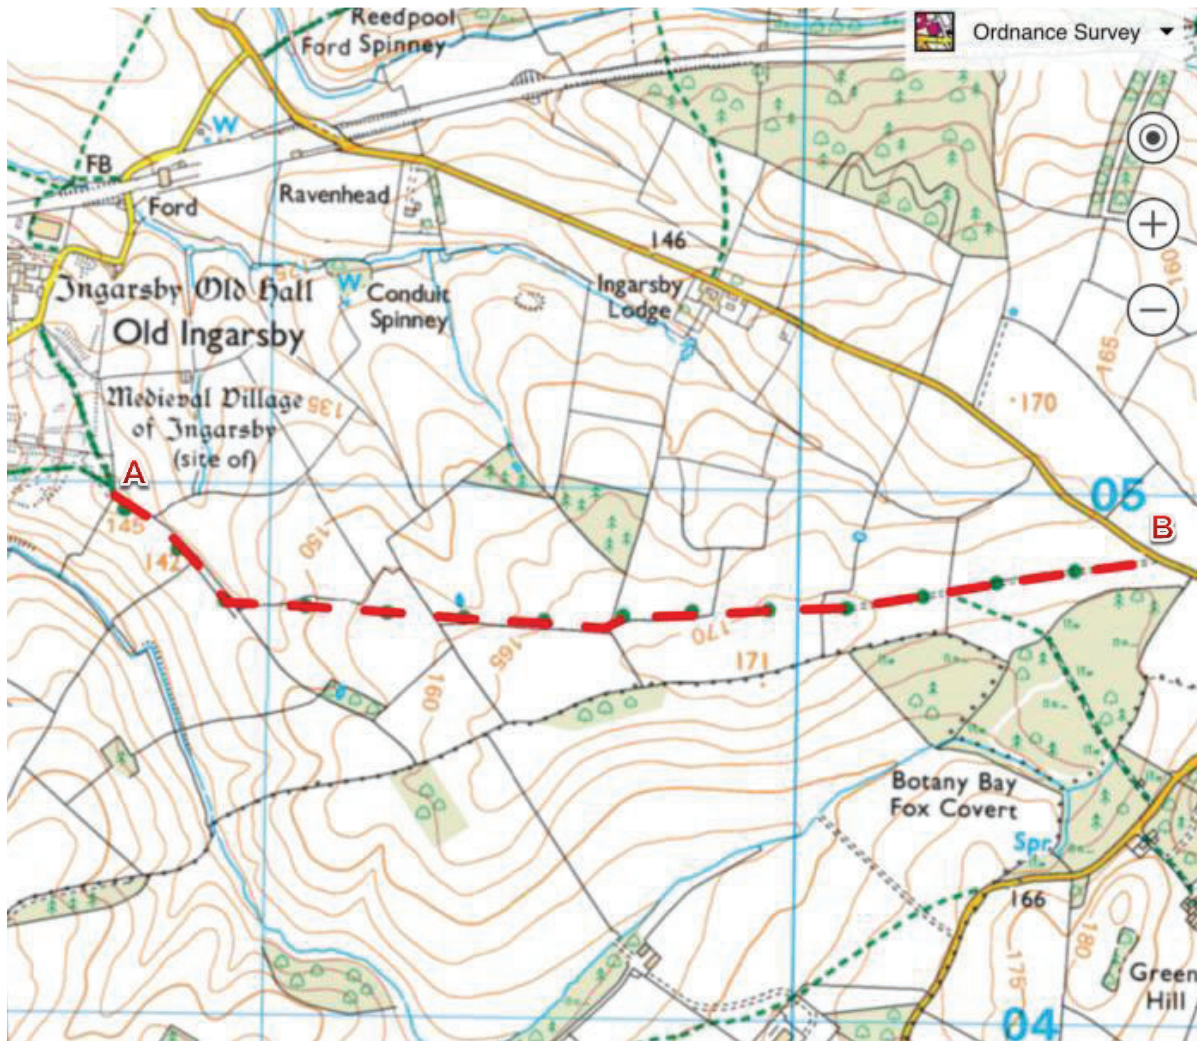 Reedpool
Ford Spinney
Ordnance Survey
W
FB
Ford
Ravenhead
146
Ingarsby
Lodge
125
W
Conduit
Spinney
Ingarsby Old Hall
Old Ingarsby
160
165
Medieval Village
of Ingarsby
(site of)
135
170
A
145
142
150
05
B
165
170
171
160
Botany Bay
Fox Covert
Spr
166
180
175
Green
Hill
04